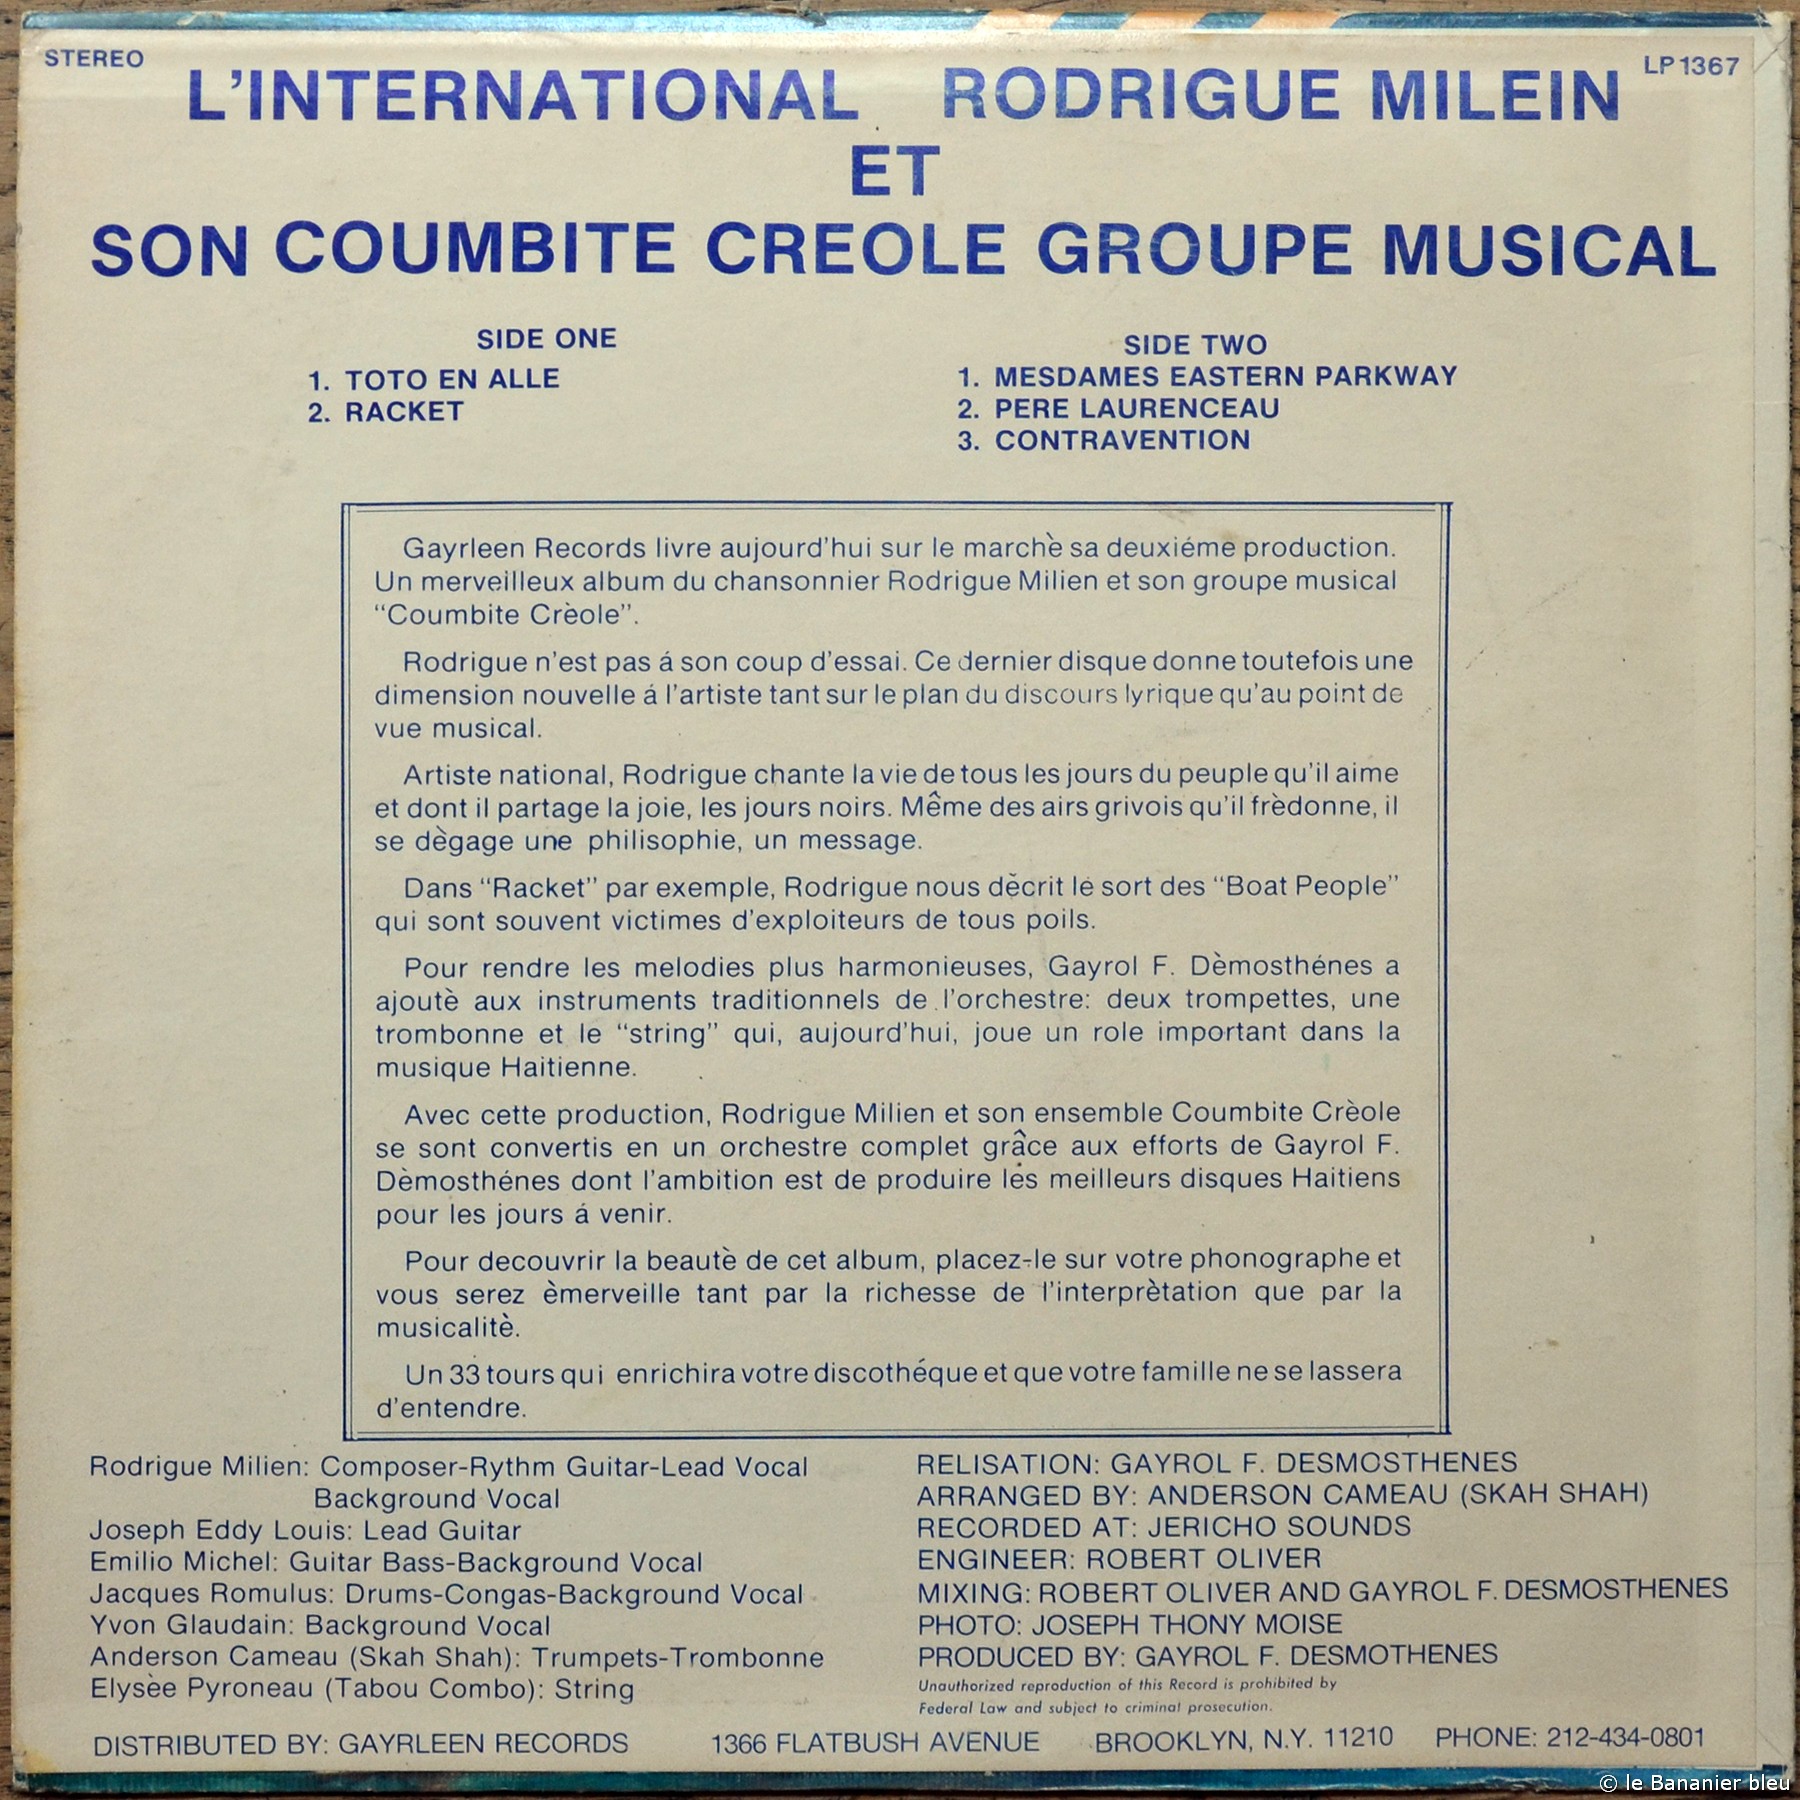 STEREO
LP 1367
L'INTERNATIONAL RODRIGUE MILEIN
ET
SON COUMBITE CREOLE GROUPE MUSICAL
SIDE ONE
1. TOTO EN ALLE
2. RACKET
SIDE TWO
1. MESDAMES EASTERN PARKWAY
2. PERE LAURENCEAU
3. CONTRAVENTION
Gayrleen Records livre aujourd'hui sur le marchè sa deuxiéme production.
Un merveilleux album du chansonnier Rodrigue Milien et son groupe musical
"Coumbite Crèole".
Rodrigue n'est pas á son coup d'essai. Ce dernier disque donne toutefois une
dimension nouvelle á l'artiste tant sur le plan du discours lyrique qu'au point de
vue musical.
Artiste national, Rodrigue chante la vie de tous les jours du peuple qu'il aime
et dont il partage la joie, les jours noirs. Même des airs grivois qu'il frèdonne, il
se dègage une philisophie, un message.
Dans "Racket" par exemple, Rodrigue nous dècrit le sort des "Boat People"
qui sont souvent victimes d'exploiteurs de tous poils.
Pour rendre les melodies plus harmonieuses, Gayrol F. Dèmosthénes a
ajoutè aux instruments traditionnels de l'orchestre: deux trompettes, une
trombonne et le "string" qui, aujourd'hui, joue un role important dans la
musique Haitienne.
Avec cette production, Rodrigue Milien et son ensemble Coumbite Crèole
se sont convertis en un orchestre complet grâce aux efforts de Gayrol F.
Dèmosthénes dont l'ambition est de produire les meilleurs disques Haitiens
pour les jours á venir.
Pour decouvrir la beautè de cet album, placez-le sur votre phonographe et
vous serez èmerveille tant par la richesse de l'interprètation que par la
musicalitè.
Un 33 tours qui enrichira votre discothéque et que votre famille ne se lassera
d'entendre.
Rodrigue Milien: Composer-Rythm Guitar-Lead Vocal
Background Vocal
Joseph Eddy Louis: Lead Guitar
Emilio Michel: Guitar Bass-Background Vocal
Jacques Romulus: Drums-Congas-Background Vocal
Yvon Glaudain: Background Vocal
Anderson Cameau (Skah Shah): Trumpets-Trombonne
Elysèe Pyroneau (Tabou Combo): String
RELISATION: GAYROL F. DESMOSTHENES
ARRANGED BY: ANDERSON CAMEAU (SKAH SHAH)
RECORDED AT: JERICHO SOUNDS
ENGINEER: ROBERT OLIVER
MIXING: ROBERT OLIVER AND GAYROL F. DESMOSTHENES
PHOTO: JOSEPH THONY MOISE
PRODUCED BY: GAYROL F. DESMOTHENES
Unauthorized reproduction of this Record is prohibited by
Federal Law and subject to criminal prosecution.
DISTRIBUTED BY: GAYRLEEN RECORDS 1366 FLATBUSH AVENUE BROOKLYN, N.Y. 11210 PHONE: 212-434-0801
© le Bananier bleu